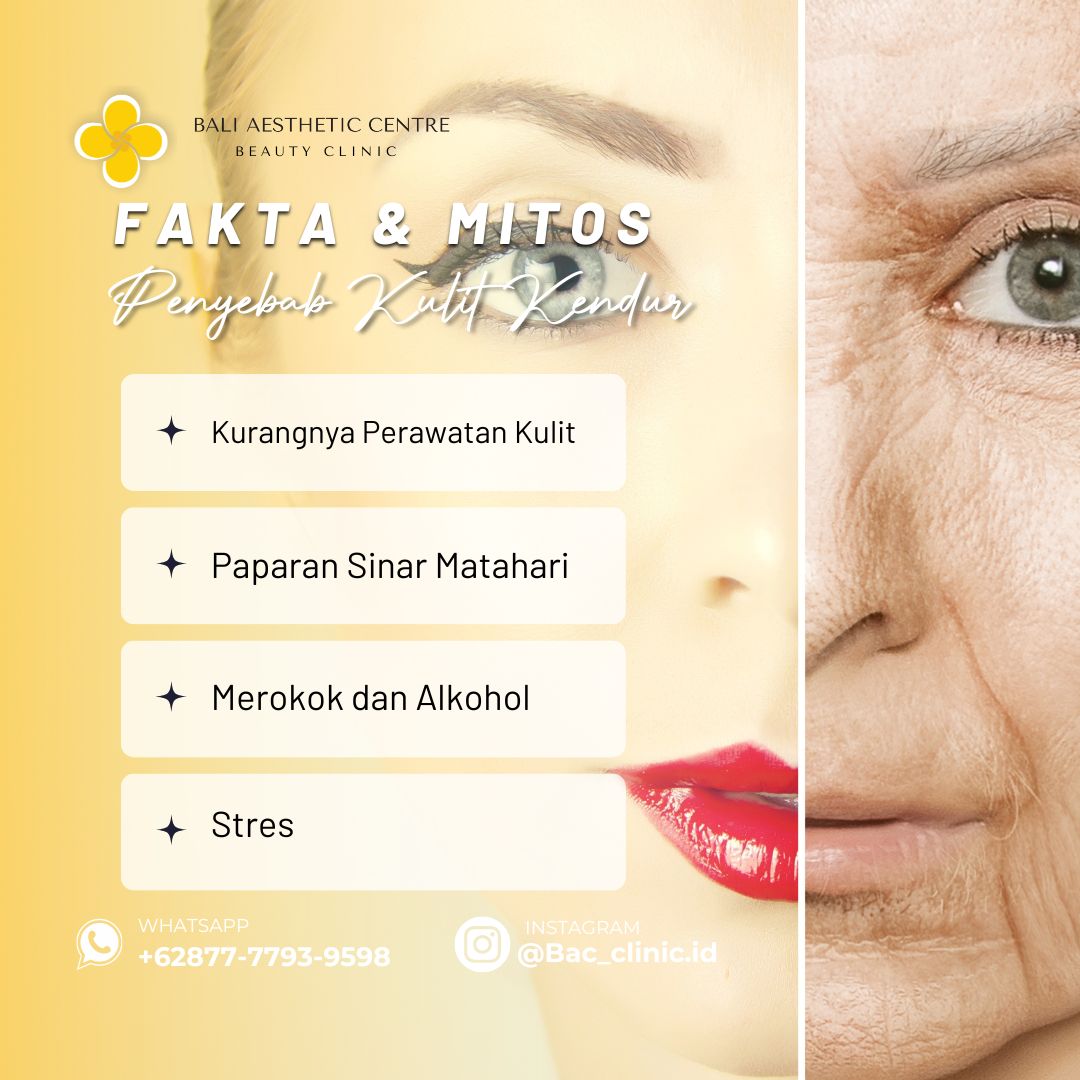 BALI AESTHETIC CENTRE
BEAUTY CLINIC
FAKTA & MITOS
Penyebab Kulit Kendur
Kurangnya Perawatan Kulit
Paparan Sinar Matahari
Merokok dan Alkohol
Stres
WHATSAPP
+62877-7793-9598
INSTAGRAM
@Bac_clinic.id